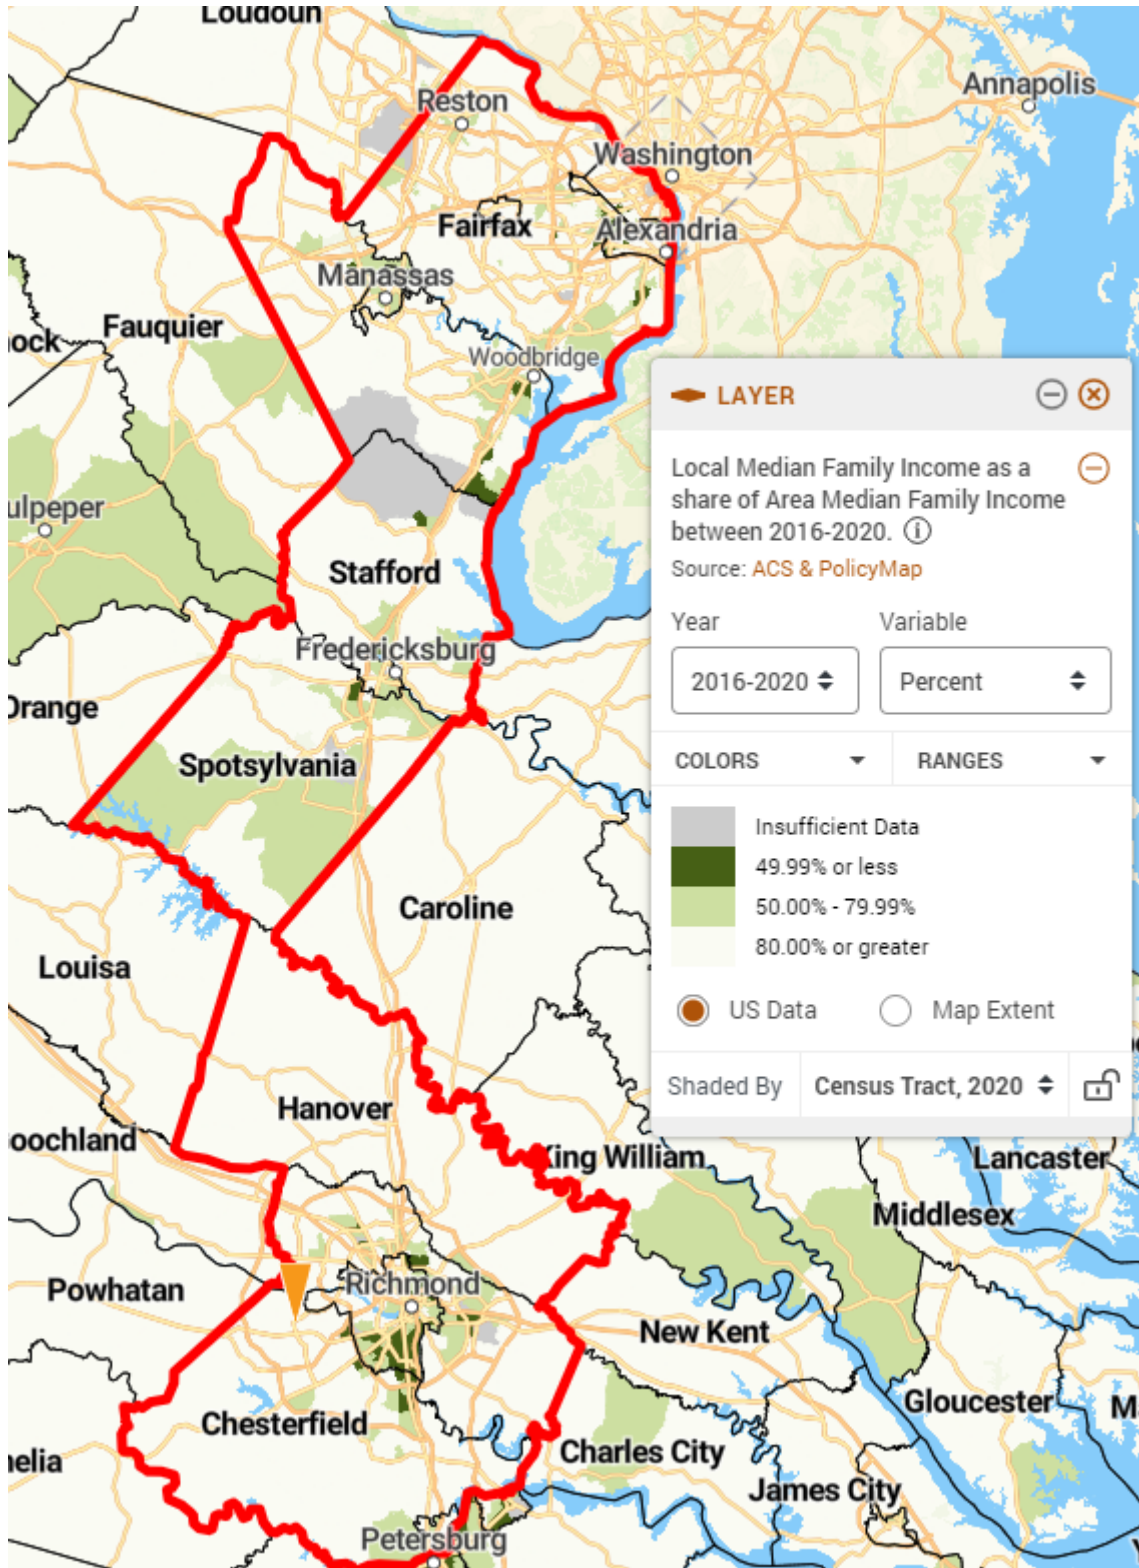 Loudoun
Annapolis
Reston
Washington
Fairfax
Alexandria
Manassas
Fauquier
ock
Woodbridge
LAYER
Local Median Family Income as a
share of Area Median Family Income
between 2016-2020.
Source: ACS & PolicyMap
ulpeper
Stafford
Year
Variable
Fredericksburg
2016-2020
Percent
Orange
Spotsylvania
COLORS
RANGES
Insufficient Data
49.99% or less
50.00% - 79.99%
80.00% or greater
Caroline
Louisa
US Data
Map Extent
Shaded By
Census Tract, 2020
Hanover
oochland
King William
Lancaster
Middlesex
Powhatan
Richmond
New Kent
Gloucester
M
Chesterfield
Charles City
elia
James City
Petersburg